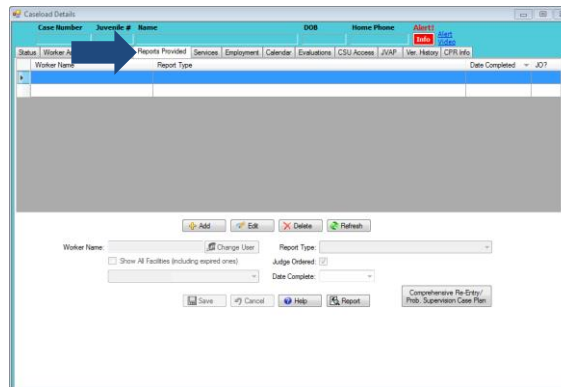 Caseload Details
Case Number Juvenile # Name DOB Home Phone Alert!
Info Alert Video
Status Worker Reports Provided Services Employment Calendar Evaluations CSU Access JVAP Ver. History CPR Info
Worker Name Report Type Date Completed JO?
Add Edit Delete Refresh
Worker Name: Change User Report Type:
Show All Facilities (including expired ones) Judge Ordered:
Date Complete:
Save Cancel Help Report Comprehensive Re-Entry/
Prob. Supervision Case Plan